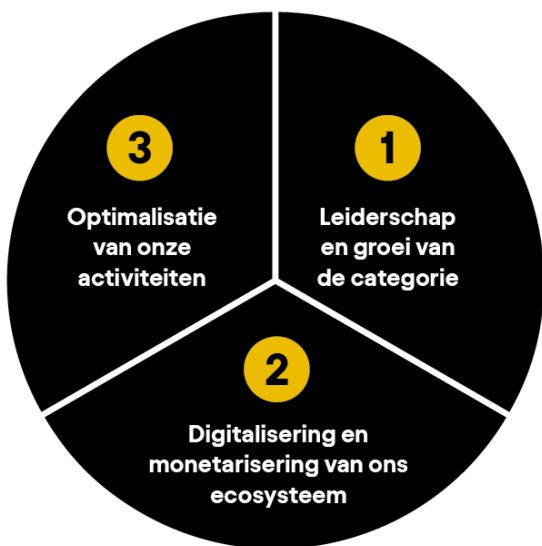 1
Leiderschap
en groei van
de categorie
2
Digitalisering en
monetarisering van ons
ecosysteem
3
Optimalisatie
van onze
activiteiten